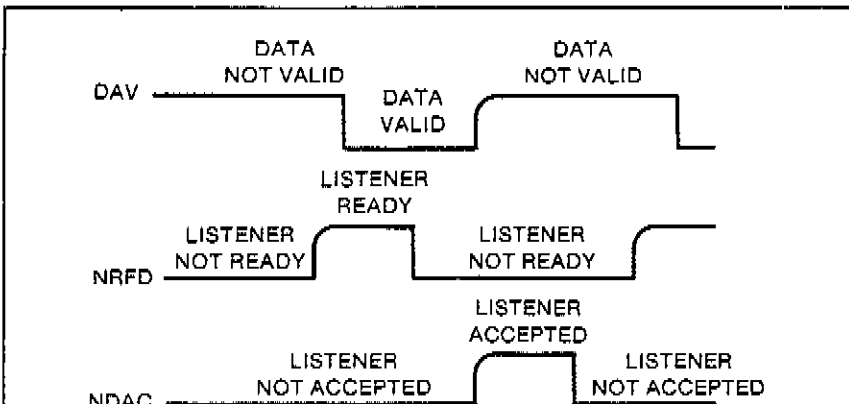 DATA
NOT VALID
DATA
NOT VALID
DAV
DATA
VALID
LISTENER
READY
LISTENER
NOT READY
LISTENER
NOT READY
NRFD
LISTENER
ACCEPTED
LISTENER
NOT ACCEPTED
LISTENER
NOT ACCEPTED
NDAC